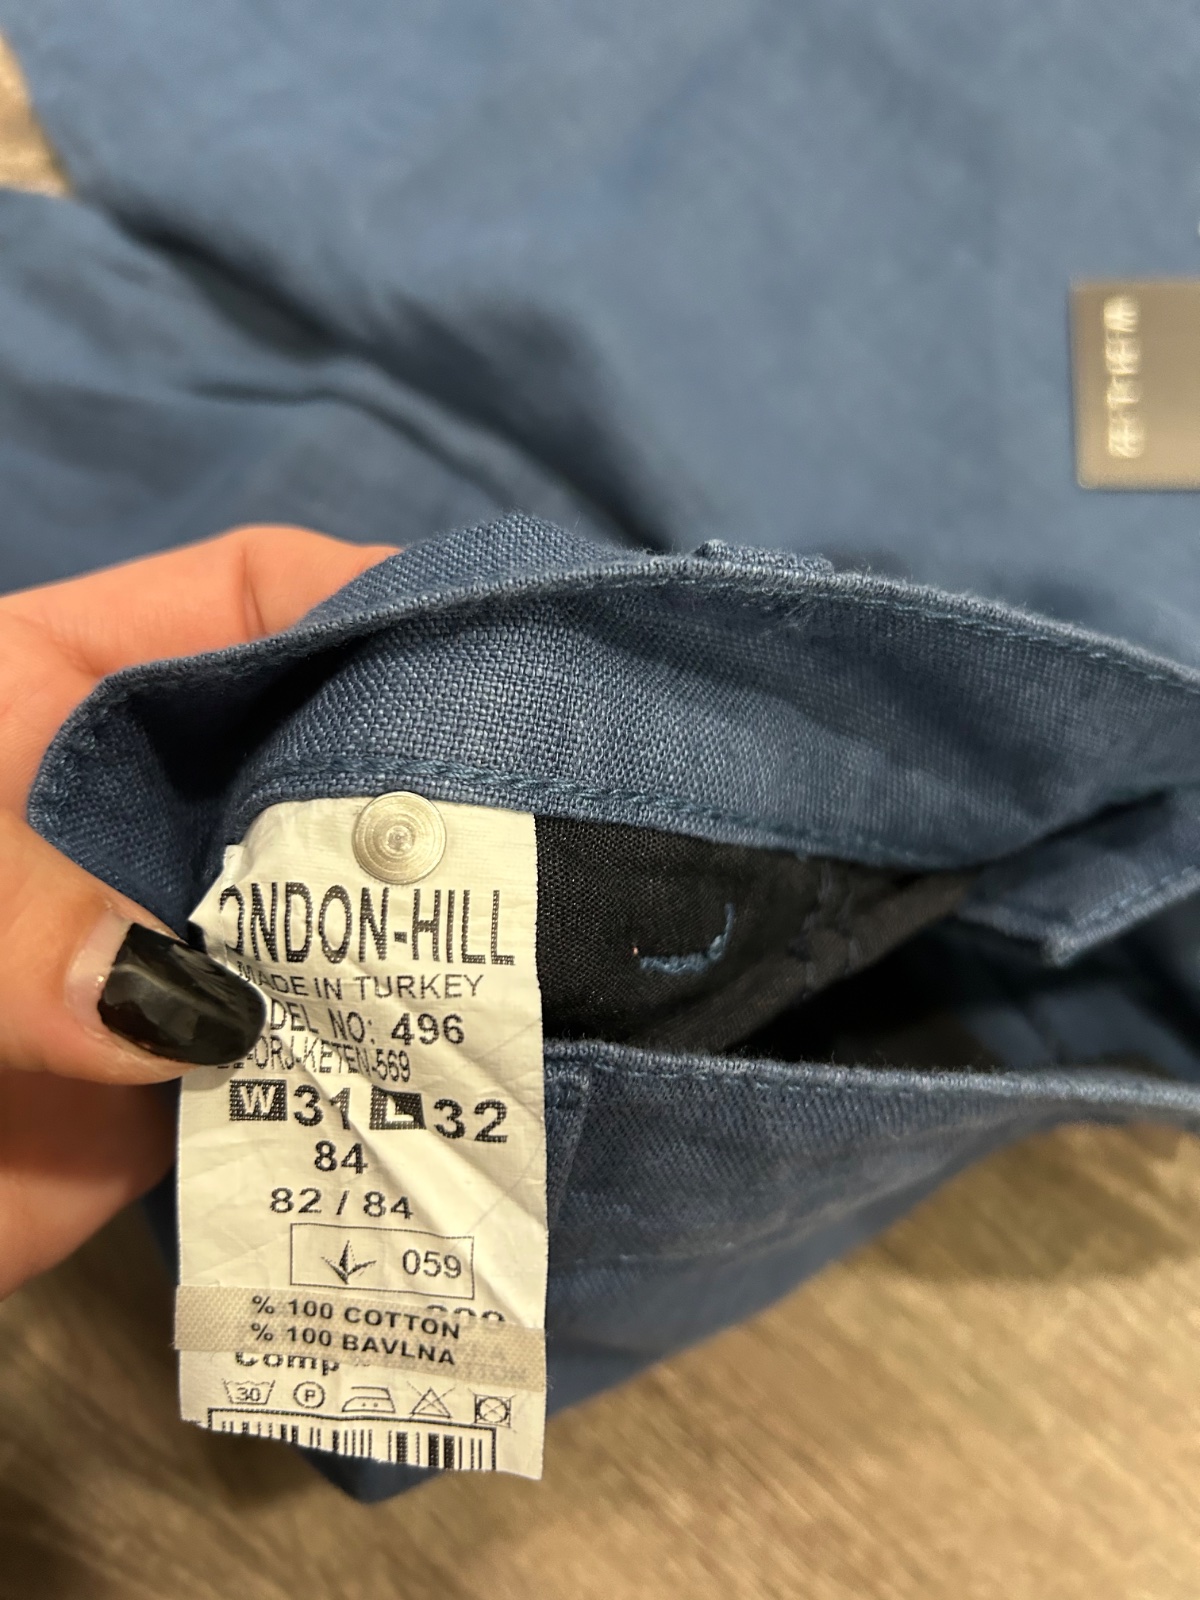 ONDON-HILL
MADE IN TURKEY
DEL NO: 496
ORJ-KETEN-569
W 31 L 32
84
82 / 84
059
% 100 COTTON
% 100 BAVLNA
Comp
30 P